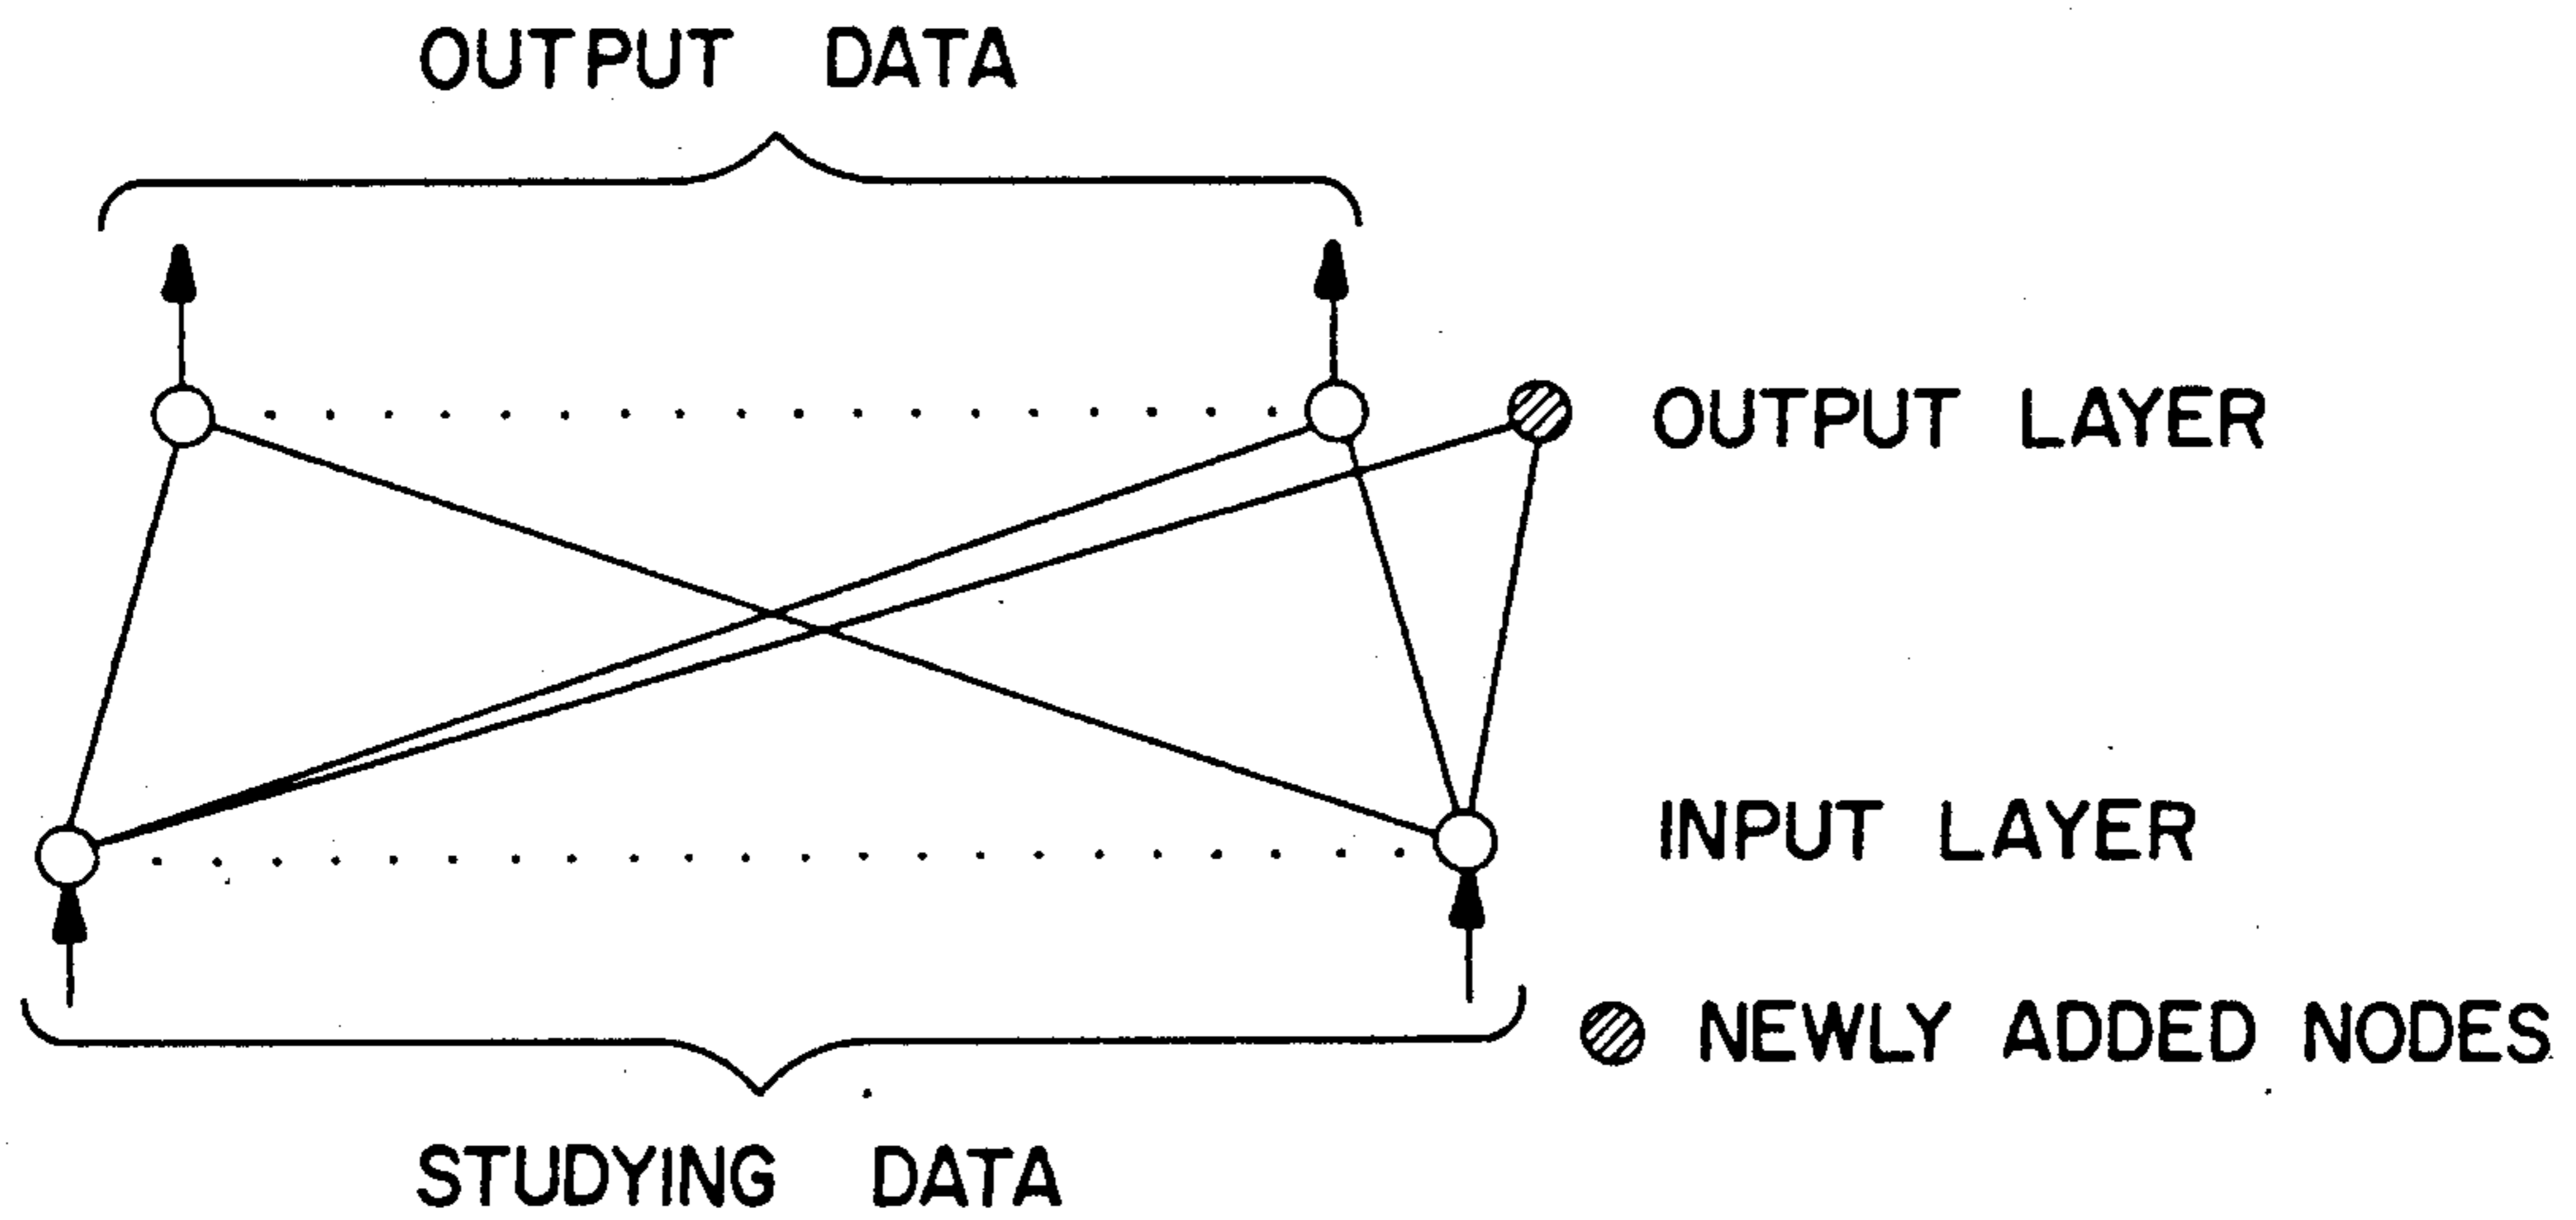 OUTPUT DATA
OUTPUT LAYER
INPUT LAYER
NEWLY ADDED NODES
STUDYING DATA